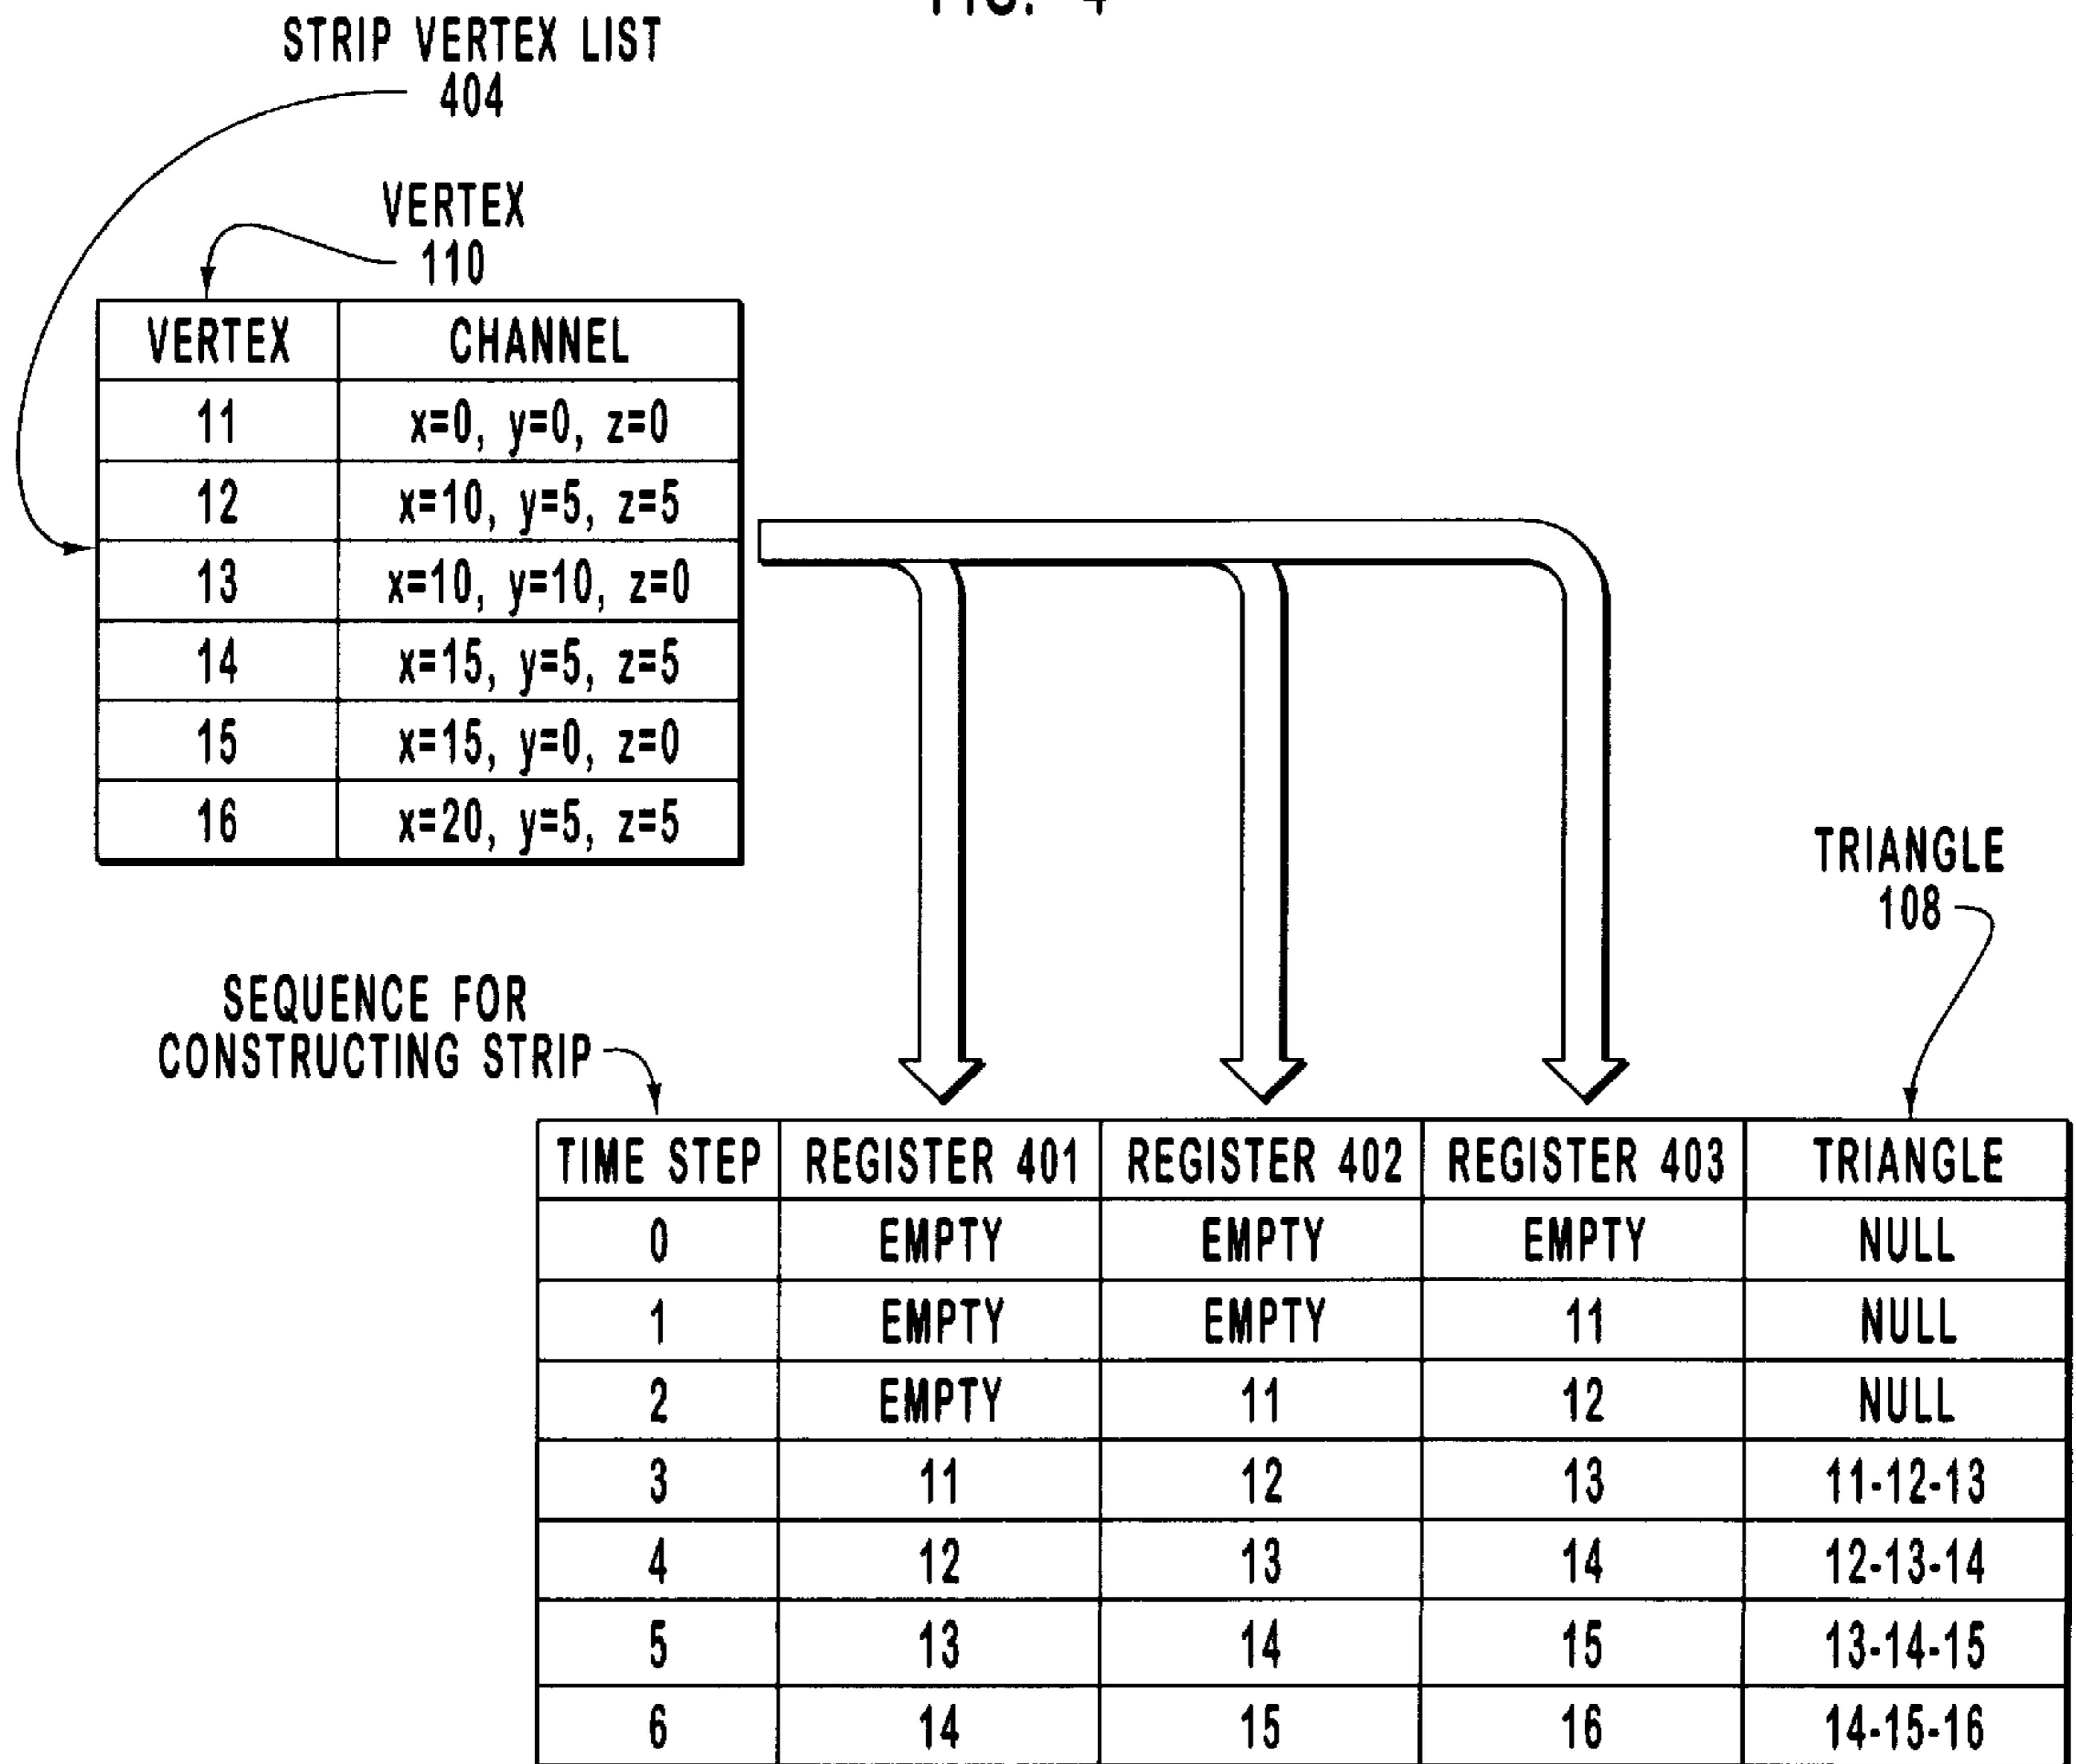 FIG. 4
STRIP VERTEX LIST
404
VERTEX
110
VERTEX CHANNEL
11 x=0, y=0, z=0
12 x=10, y=5, z=5
13 x=10, y=10, z=0
14 x=15, y=5, z=5
15 x=15, y=0, z=0
16 x=20, y=5, z=5
TRIANGLE
108
SEQUENCE FOR
CONSTRUCTING STRIP
TIME STEP REGISTER 401 REGISTER 402 REGISTER 403 TRIANGLE
0 EMPTY EMPTY EMPTY NULL
1 EMPTY EMPTY 11 NULL
2 EMPTY 11 12 NULL
3 11 12 13 11-12-13
4 12 13 14 12-13-14
5 13 14 15 13-14-15
6 14 15 16 14-15-16